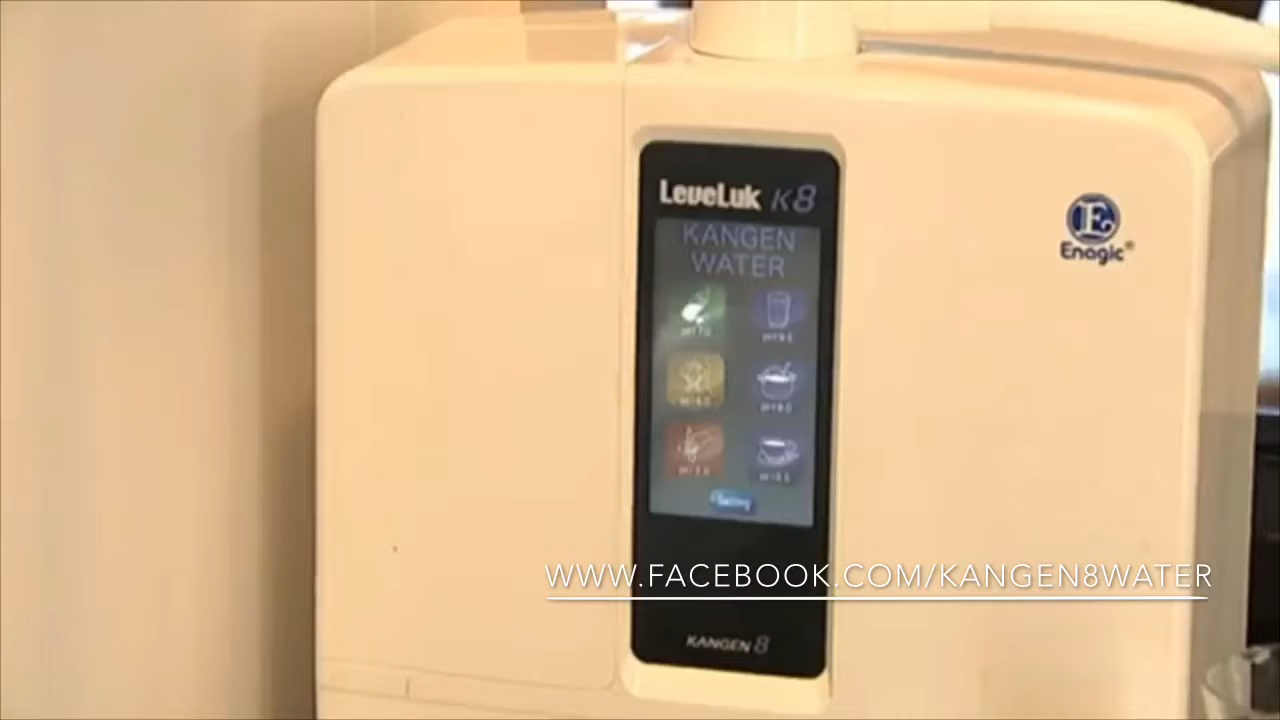 LeveLuk K8
KANGEN
WATER
E
Enagic®
WWW.FACEBOOK.COM/KANGEN8WATER
KANGEN 8